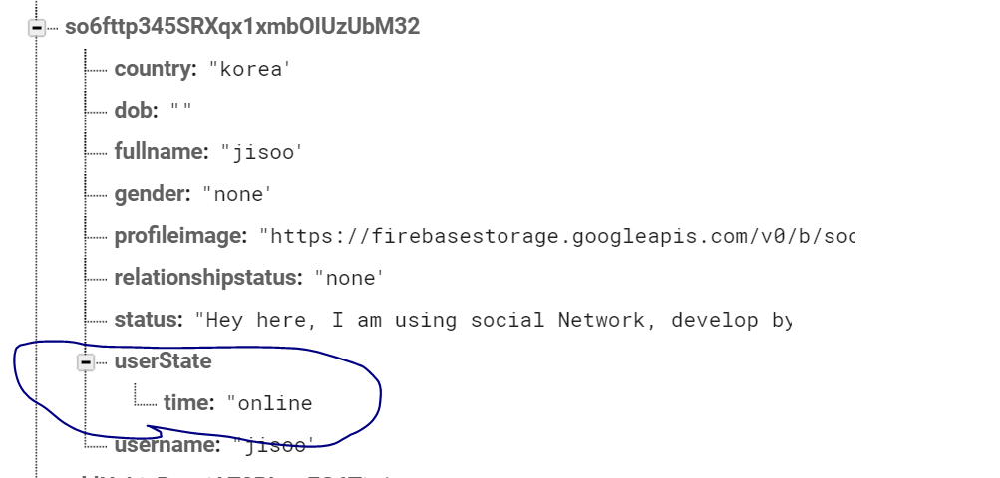 so6fttp345SRXqx1xmbOIUzUbM32
country: "korea'
dob: ""
fullname: "jisoo'
gender: "none'
profileimage: "https://firebasestorage.googleapis.com/v0/b/soc
relationshipstatus: "none'
status: "Hey here, I am using social Network, develop by
userState
time: "online
username: "jisoo'